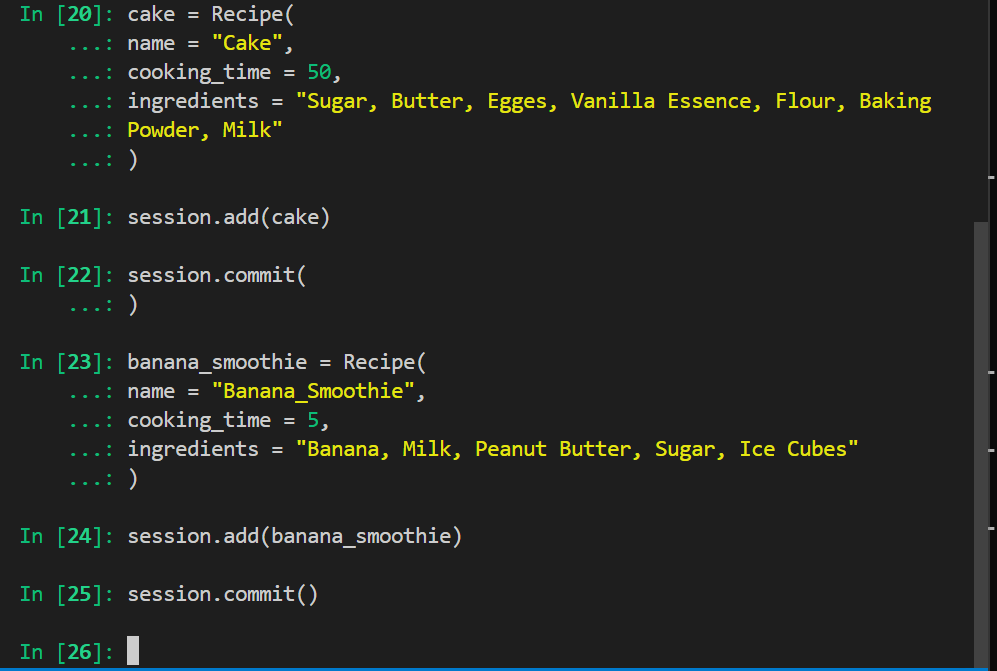 In [20]: cake = Recipe(
...: name = "Cake",
...: cooking_time = 50,
...: ingredients = "Sugar, Butter, Egges, Vanilla Essence, Flour, Baking
...: Powder, Milk"
...: )
In [21]: session.add(cake)
In [22]: session.commit(
...: )
In [23]: banana_smoothie = Recipe(
...: name = "Banana_Smoothie",
...: cooking_time = 5,
...: ingredients = "Banana, Milk, Peanut Butter, Sugar, Ice Cubes"
...: )
In [24]: session.add(banana_smoothie)
In [25]: session.commit()
In [26]: